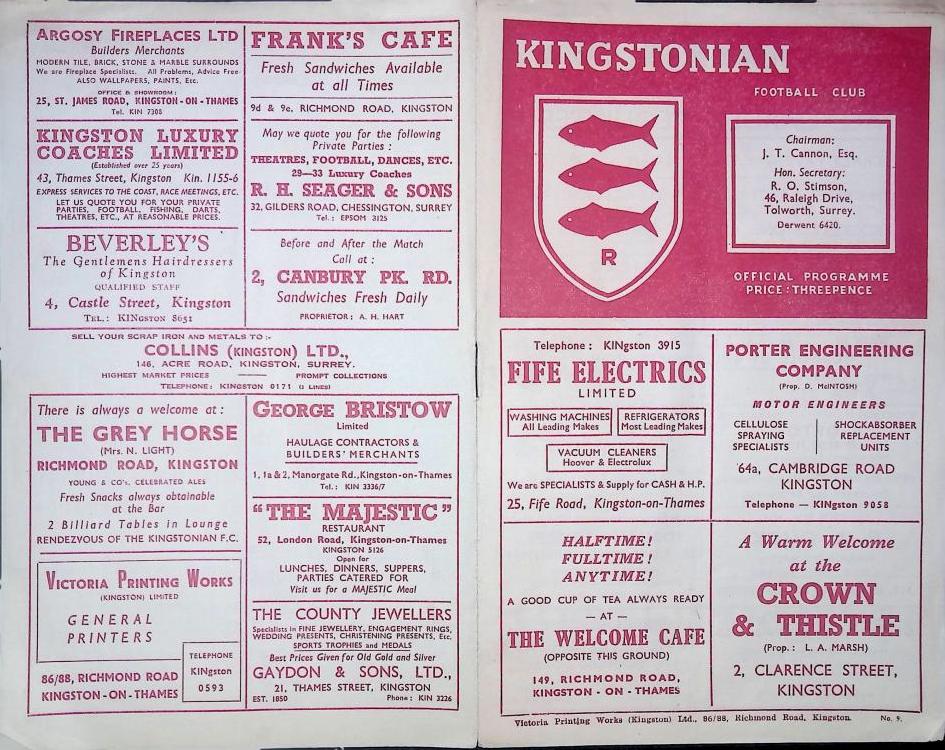 ARGOSY FIREPLACES LTD
Builders Merchants
MODERN TILE, BRICK, STONE & MARBLE SURROUNDS
We are Fireplace Specialists. All Problems, Advice Free
ALSO WALLPAPERS, PAINTS, Etc.
OFFICE & SHOWROOM:
25, ST. JAMES ROAD, KINGSTON-ON-THAMES
Tel. KIN 7308
KINGSTON LUXURY
COACHES LIMITED
(Established over 25 years)
43, Thames Street, Kingston Kin. 1155-6
EXPRESS SERVICES TO THE COAST, RACE MEETINGS, ETC.
LET US QUOTE YOU FOR YOUR PRIVATE
PARTIES, FOOTBALL, FISHING, DARTS,
THEATRES, ETC., AT REASONABLE PRICES.
BEVERLEY'S
The Gentlemens Hairdressers
of Kingston
QUALIFIED STAFF
4, Castle Street, Kingston
TEL.: KINGSTON 8651
FRANK'S CAFE
Fresh Sandwiches Available
at all Times
9d & 9e, RICHMOND ROAD, KINGSTON
May we quote you for the following
Private Parties :
THEATRES, FOOTBALL, DANCES, ETC.
29—33 Luxury Coaches
R. H. SEAGER & SONS
32, GILDERS ROAD, CHESSINGTON, SURREY
Tel. : EPSOM 3125
Before and After the Match
Call at :
2, CANBURY PK. RD.
Sandwiches Fresh Daily
PROPRIETOR : A. H. HART
SELL YOUR SCRAP IRON AND METALS TO :-
COLLINS (KINGSTON) LTD.,
146, ACRE ROAD, KINGSTON, SURREY.
HIGHEST MARKET PRICES —— PROMPT COLLECTIONS
TELEPHONE: KINGSTON 0171 (3 LINES)
There is always a welcome at :
THE GREY HORSE
(Mrs. N. LIGHT)
RICHMOND ROAD, KINGSTON
YOUNG & CO's. CELEBRATED ALES
Fresh Snacks always obtainable
at the Bar
2 Billiard Tables in Lounge
RENDEZVOUS OF THE KINGSTONIAN F.C.
VICTORIA PRINTING WORKS
(KINGSTON) LIMITED
GENERAL
PRINTERS
86/88, RICHMOND ROAD
KINGSTON-ON-THAMES
TELEPHONE
KINgston
0593
GEORGE BRISTOW
Limited
HAULAGE CONTRACTORS &
BUILDERS' MERCHANTS
1, 1a & 2, Manorgate Rd., Kingston-on-Thames
Tel. : KIN 3336/7
"THE MAJESTIC"
RESTAURANT
52, London Road, Kingston-on-Thames
KINGSTON 5126
Open for
LUNCHES, DINNERS, SUPPERS,
PARTIES CATERED FOR
Visit us for a MAJESTIC Meal
THE COUNTY JEWELLERS
Specialists in FINE JEWELLERY, ENGAGEMENT RINGS,
WEDDING PRESENTS, CHRISTENING PRESENTS, Etc.
SPORTS TROPHIES and MEDALS
Best Prices Given for Old Gold and Silver
GAYDON & SONS, LTD.,
21, THAMES STREET, KINGSTON
EST. 1850 Phone : KIN 3226
KINGSTONIAN
FOOTBALL CLUB
R
Chairman:
J. T. Cannon, Esq.
Hon. Secretary:
R. O. Stimson,
46, Raleigh Drive,
Tolworth, Surrey.
Derwent 6420.
OFFICIAL PROGRAMME
PRICE : THREEPENCE
Telephone : KINgston 3915
FIFE ELECTRICS
LIMITED
WASHING MACHINES
All Leading Makes
REFRIGERATORS
Most Leading Makes
VACUUM CLEANERS
Hoover & Electrolux
We are SPECIALISTS & Supply for CASH & H.P.
25, Fife Road, Kingston-on-Thames
PORTER ENGINEERING
COMPANY
(Prop. D. McINTOSH)
MOTOR ENGINEERS
CELLULOSE
SPRAYING
SPECIALISTS
SHOCKABSORBER
REPLACEMENT
UNITS
64a, CAMBRIDGE ROAD
KINGSTON
Telephone — KINgston 9058
HALFTIME!
FULLTIME!
ANYTIME!
A GOOD CUP OF TEA ALWAYS READY
— AT —
THE WELCOME CAFE
(OPPOSITE THIS GROUND)
149, RICHMOND ROAD,
KINGSTON - ON - THAMES
A Warm Welcome
at the
CROWN
& THISTLE
(Prop. : L. A. MARSH)
2, CLARENCE STREET,
KINGSTON
Victoria Printing Works (Kingston) Ltd., 86/88, Richmond Road, Kingston. No. 9.